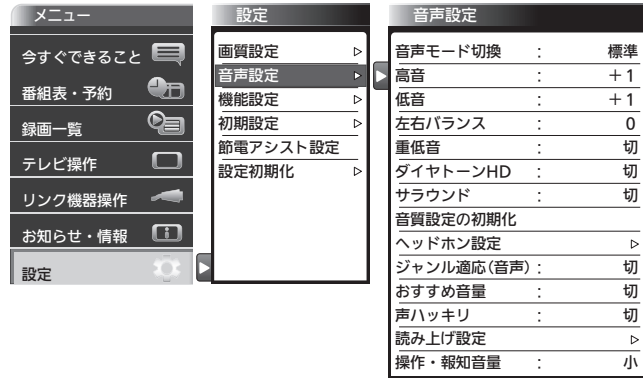 メニュー
今すぐできること
番組表・予約
録画一覧
テレビ操作
リンク機器操作
お知らせ・情報
設定
設定
画質設定
音声設定
機能設定
初期設定
節電アシスト設定
設定初期化
音声設定
音声モード切換 : 標準
高音 : +1
低音 : +1
左右バランス : 0
重低音 : 切
ダイヤトーンHD : 切
サラウンド : 切
音質設定の初期化
ヘッドホン設定
ジャンル適応(音声) : 切
おすすめ音量 : 切
声ハッキリ : 切
読み上げ設定
操作・報知音量 : 小